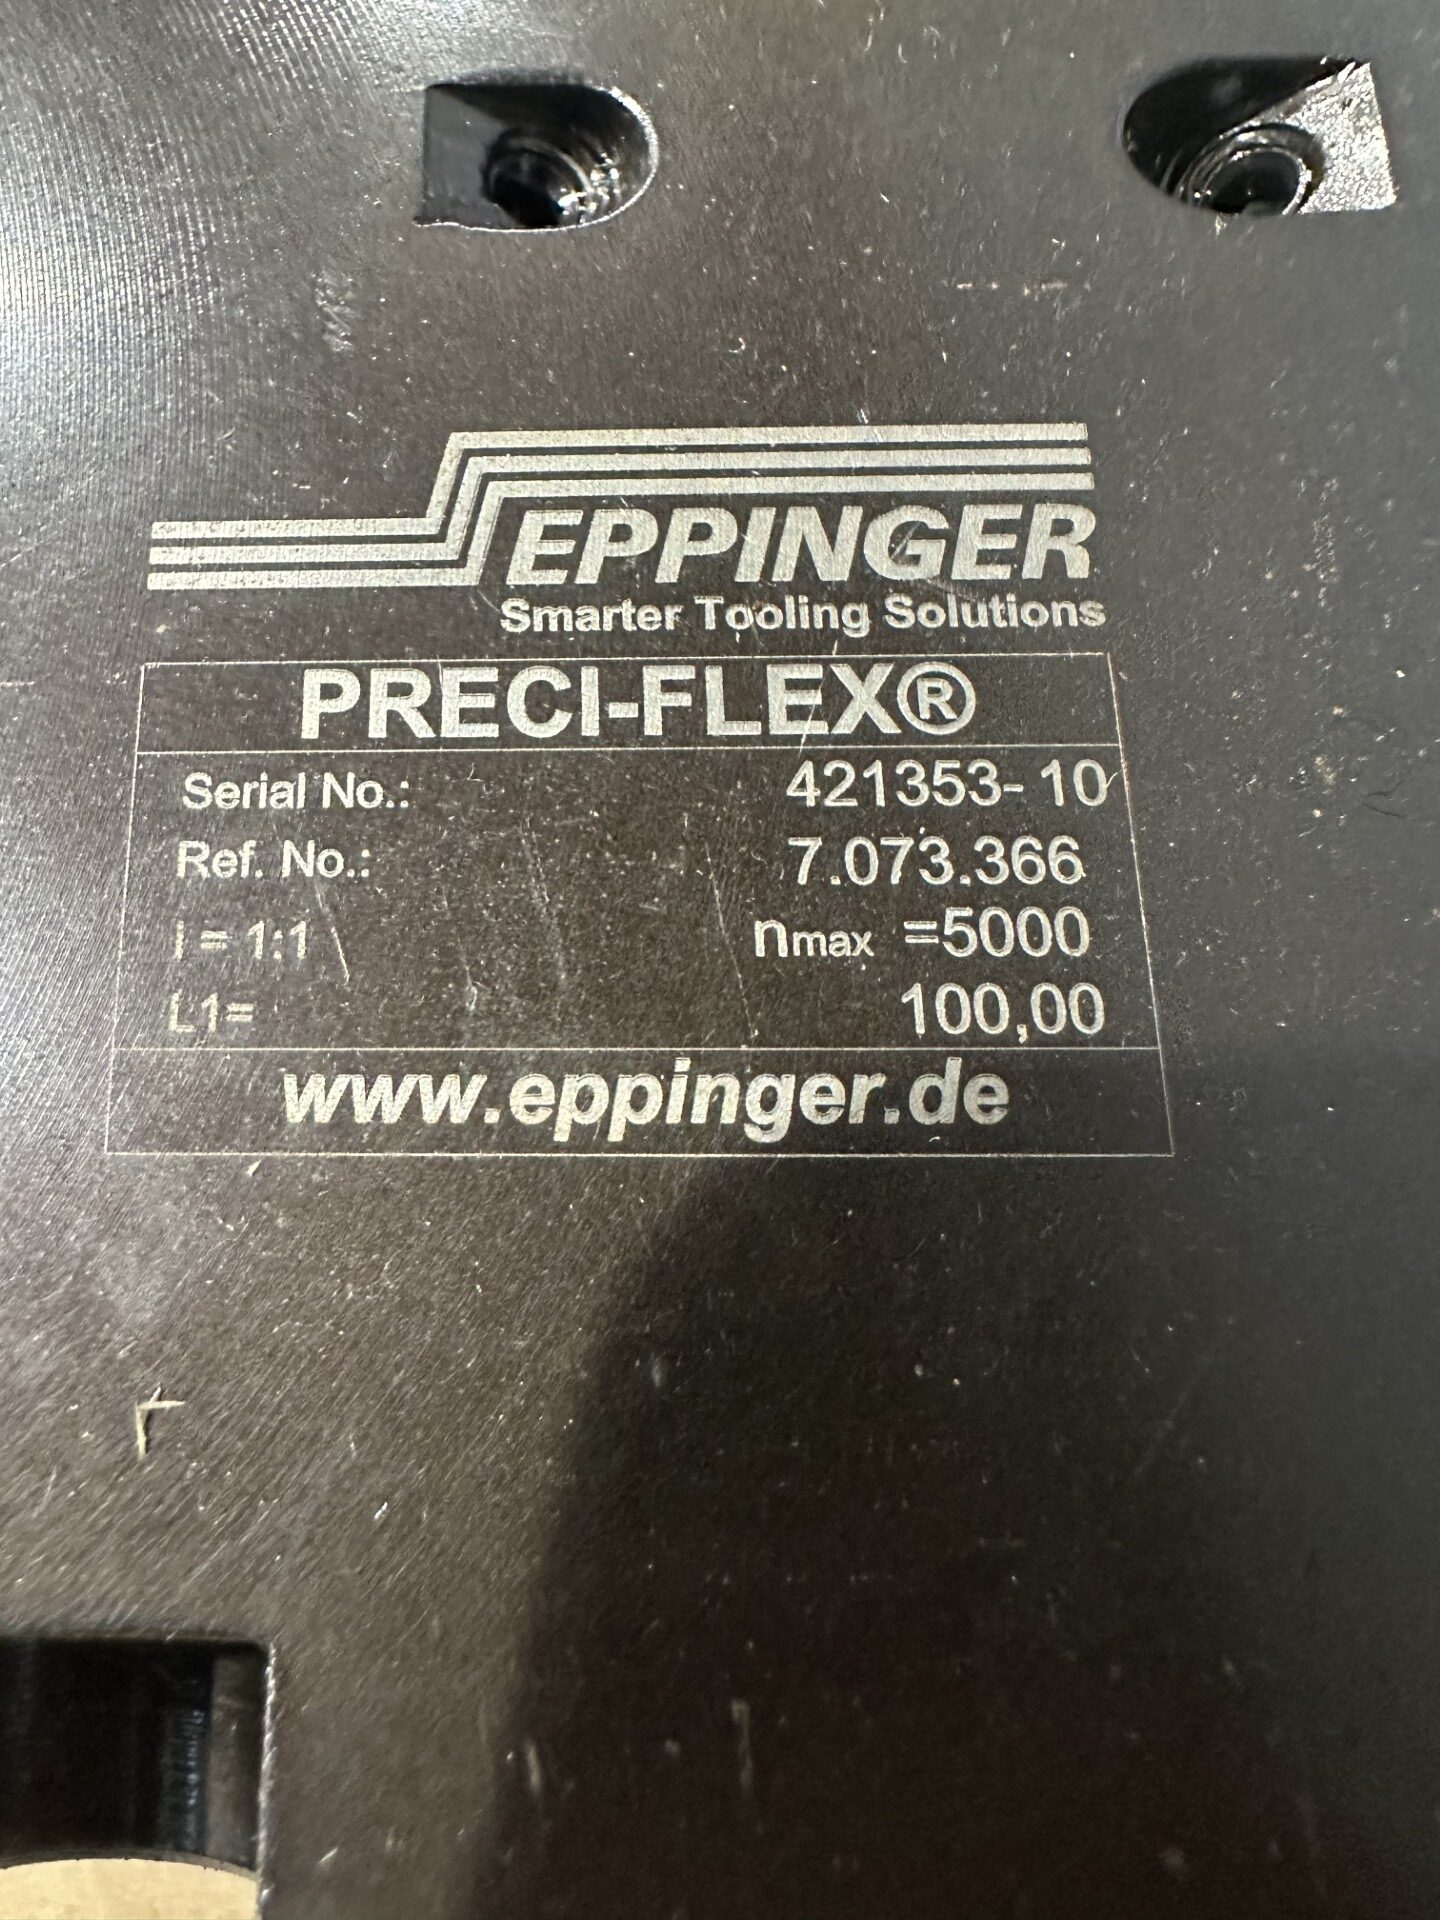 EPPINGER
Smarter Tooling Solutions
PRECI-FLEX®
Serial No.: 421353-10
Ref. No.: 7.073.366
I = 1:1 nmax =5000
L1= 100,00
www.eppinger.de